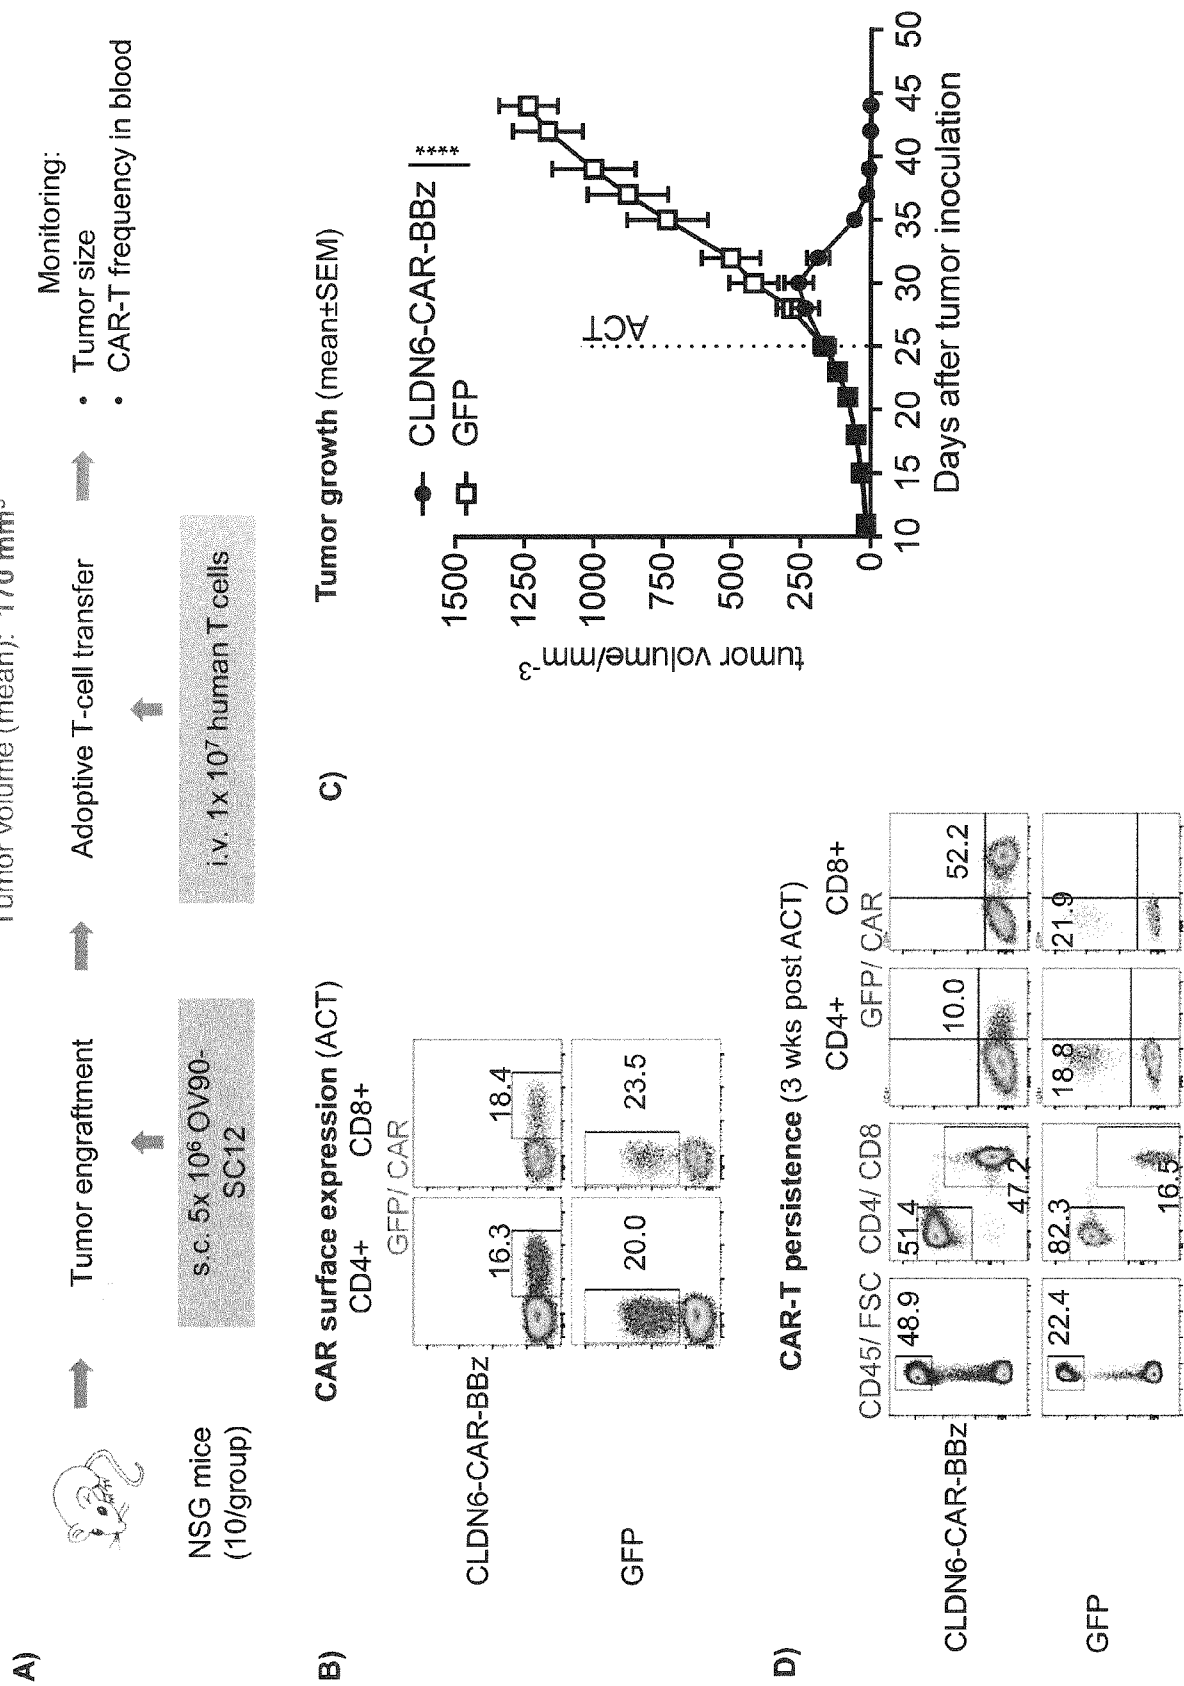 A)
Tumor volume (mean): 170 mm³
NSG mice
(10/group)
Tumor engraftment
s.c. 5x 10⁶ OV90-
SC12
Adoptive T-cell transfer
i.v. 1x 10⁷ human T cells
Monitoring:
• Tumor size
• CAR-T frequency in blood
B)
CAR surface expression (ACT)
CD4+ CD8+
GFP/ CAR
CLDN6-CAR-BBz
16.3
18.4
GFP
20.0
23.5
C)
Tumor growth (mean±SEM)
CLDN6-CAR-BBz
GFP
****
ACT
tumor volume/mm⁻³
1500
1250
1000
750
500
250
0
10 15 20 25 30 35 40 45 50
Days after tumor inoculation
D)
CAR-T persistence (3 wks post ACT)
CD4+ CD8+
CD45/ FSC CD4/ CD8 GFP/ CAR
CLDN6-CAR-BBz
48.9
51.4
47.2
10.0
52.2
GFP
22.4
82.3
16.5
18.8
21.9